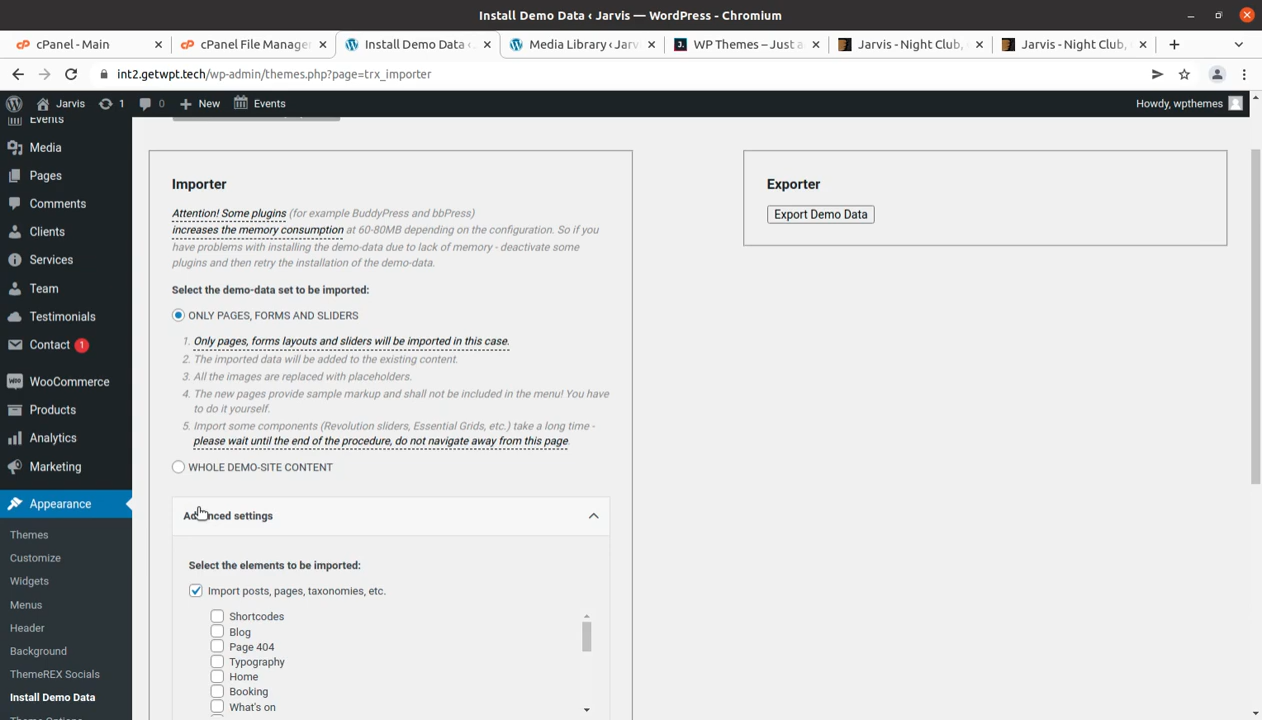 Install Demo Data ‹ Jarvis — WordPress - Chromium
cPanel - Main
cPanel File Manager
Install Demo Data ‹
Media Library ‹ Jarvi
WP Themes – Just a
Jarvis - Night Club,
Jarvis - Night Club,
int2.getwpt.tech/wp-admin/themes.php?page=trx_importer
Jarvis
1
0
New
Events
Howdy, wpthemes
Events
Media
Pages
Comments
Clients
Services
Team
Testimonials
Contact 1
WooCommerce
Products
Analytics
Marketing
Appearance
Themes
Customize
Widgets
Menus
Header
Background
ThemeREX Socials
Install Demo Data
Theme Options
Importer
Attention! Some plugins (for example BuddyPress and bbPress)
increases the memory consumption at 60-80MB depending on the configuration. So if you
have problems with installing the demo-data due to lack of memory - deactivate some
plugins and then retry the installation of the demo-data.
Select the demo-data set to be imported:
ONLY PAGES, FORMS AND SLIDERS
1. Only pages, forms layouts and sliders will be imported in this case.
2. The imported data will be added to the existing content.
3. All the images are replaced with placeholders.
4. The new pages provide sample markup and shall not be included in the menu! You have
to do it yourself.
5. Import some components (Revolution sliders, Essential Grids, etc.) take a long time -
please wait until the end of the procedure, do not navigate away from this page.
WHOLE DEMO-SITE CONTENT
Advanced settings
Select the elements to be imported:
Import posts, pages, taxonomies, etc.
Shortcodes
Blog
Page 404
Typography
Home
Booking
What's on
Exporter
Export Demo Data